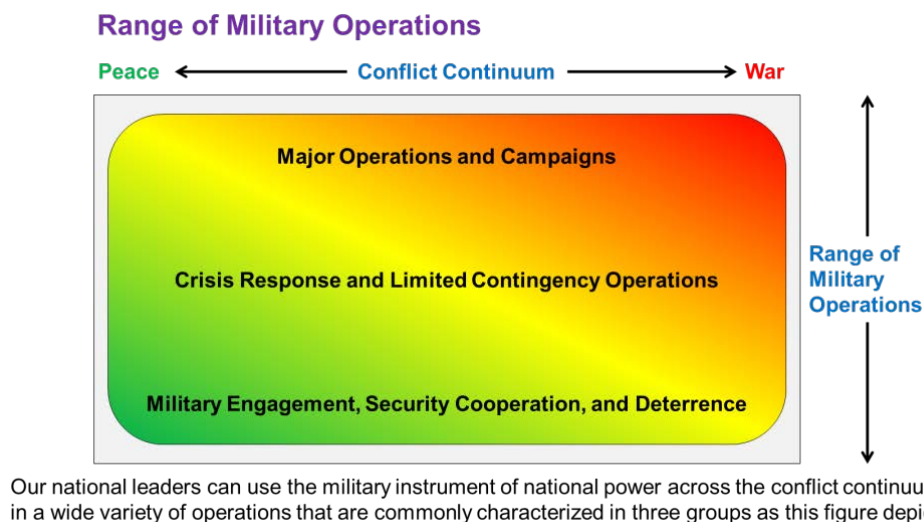 Range of Military Operations
Peace Conflict Continuum War
Major Operations and Campaigns
Crisis Response and Limited Contingency Operations
Military Engagement, Security Cooperation, and Deterrence
Range of
Military
Operations
Our national leaders can use the military instrument of national power across the conflict
in a wide variety of operations that are commonly characterized in three groups as this figure